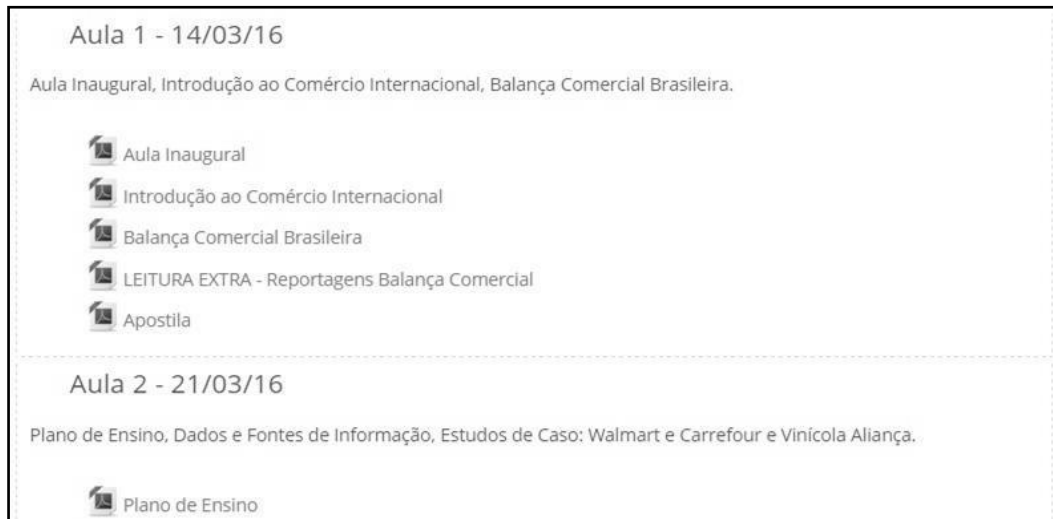 Aula 1 - 14/03/16
Aula Inaugural, Introdução ao Comércio Internacional, Balança Comercial Brasileira.
Aula Inaugural
Introdução ao Comércio Internacional
Balança Comercial Brasileira
LEITURA EXTRA - Reportagens Balança Comercial
Apostila
Aula 2 - 21/03/16
Plano de Ensino, Dados e Fontes de Informação, Estudos de Caso: Walmart e Carrefour e Vinícola Aliança.
Plano de Ensino